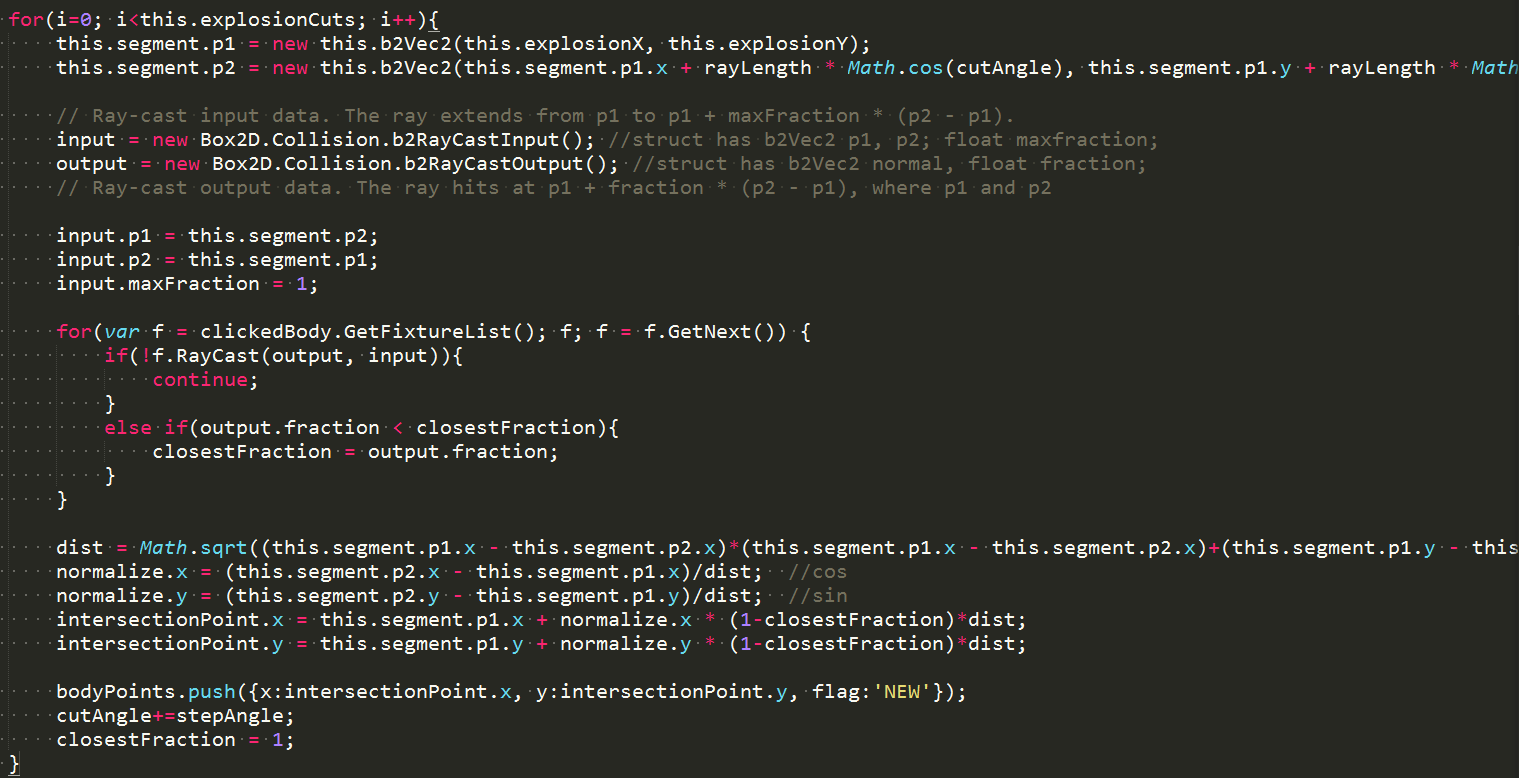 for(i=0; i<this.explosionCuts; i++){
this.segment.p1 = new this.b2Vec2(this.explosionX, this.explosionY);
this.segment.p2 = new this.b2Vec2(this.segment.p1.x + rayLength * Math.cos(cutAngle), this.segment.p1.y + rayLength * Math
// Ray-cast input data. The ray extends from p1 to p1 + maxFraction * (p2 - p1).
input = new Box2D.Collision.b2RayCastInput(); //struct has b2Vec2 p1, p2; float maxfraction;
output = new Box2D.Collision.b2RayCastOutput(); //struct has b2Vec2 normal, float fraction;
// Ray-cast output data. The ray hits at p1 + fraction * (p2 - p1), where p1 and p2
input.p1 = this.segment.p2;
input.p2 = this.segment.p1;
input.maxFraction = 1;
for(var f = clickedBody.GetFixtureList(); f; f = f.GetNext()) {
if(!f.RayCast(output, input)){
continue;
}
else if(output.fraction < closestFraction){
closestFraction = output.fraction;
}
}
dist = Math.sqrt((this.segment.p1.x - this.segment.p2.x)*(this.segment.p1.x - this.segment.p2.x)+(this.segment.p1.y - this
normalize.x = (this.segment.p2.x - this.segment.p1.x)/dist; //cos
normalize.y = (this.segment.p2.y - this.segment.p1.y)/dist; //sin
intersectionPoint.x = this.segment.p1.x + normalize.x * (1-closestFraction)*dist;
intersectionPoint.y = this.segment.p1.y + normalize.y * (1-closestFraction)*dist;
bodyPoints.push({x:intersectionPoint.x, y:intersectionPoint.y, flag:'NEW'});
cutAngle+=stepAngle;
closestFraction = 1;
}